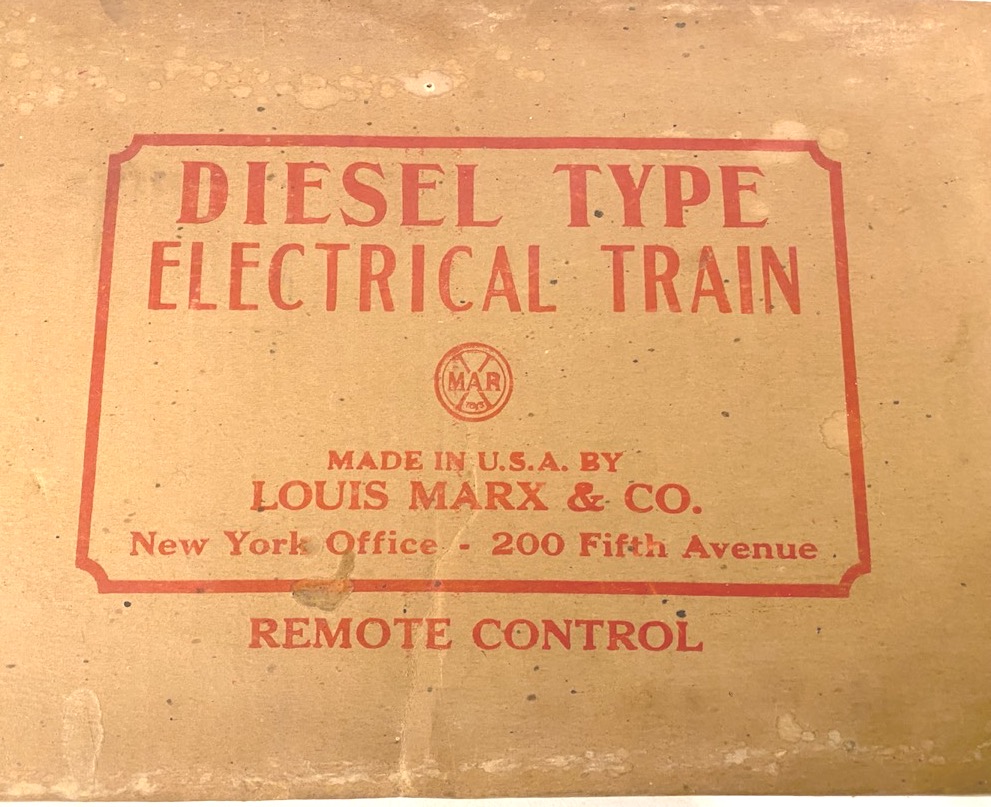 DIESEL TYPE
ELECTRICAL TRAIN
MAR
TOYS
MADE IN U.S.A. BY
LOUIS MARX & CO.
New York Office - 200 Fifth Avenue
REMOTE CONTROL